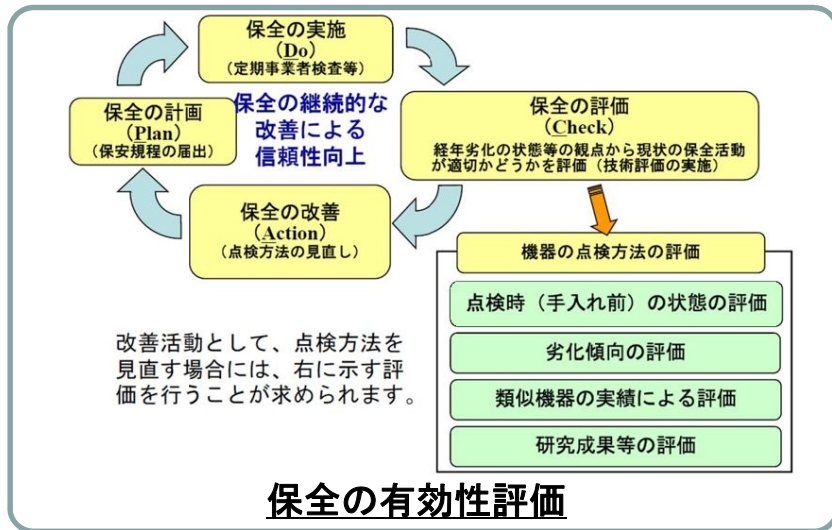 保全の実施
(Do)
(定期事業者検査等)
保全の計画
(Plan)
(保安規程の届出)
保全の継続的な
改善による
信頼性向上
保全の評価
(Check)
経年劣化の状態等の観点から現状の保全活動
が適切かどうかを評価（技術評価の実施）
保全の改善
(Action)
(点検方法の見直し)
機器の点検方法の評価
点検時（手入れ前）の状態の評価
劣化傾向の評価
類似機器の実績による評価
研究成果等の評価
改善活動として、点検方法を
見直す場合には、右に示す評
価を行うことが求められます。
保全の有効性評価